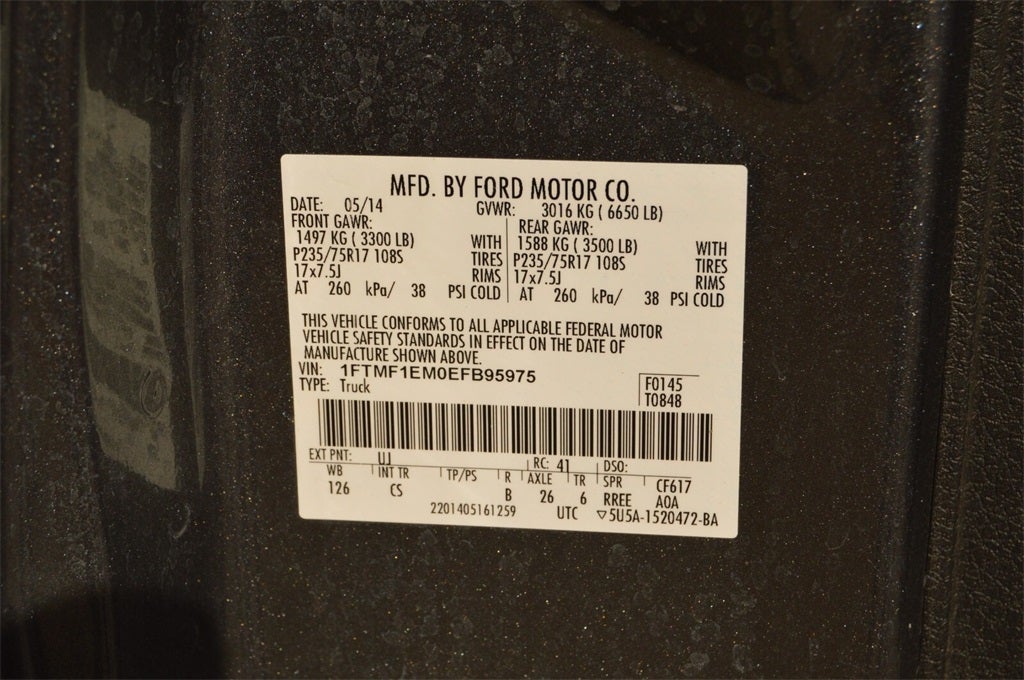 MFD. BY FORD MOTOR CO.
DATE: 05/14 GVWR: 3016 KG ( 6650 LB)
FRONT GAWR: REAR GAWR:
1497 KG ( 3300 LB) WITH 1588 KG ( 3500 LB) WITH
P235/75R17 108S TIRES P235/75R17 108S TIRES
17x7.5J RIMS 17x7.5J RIMS
AT 260 kPa/ 38 PSI COLD AT 260 kPa/ 38 PSI COLD
THIS VEHICLE CONFORMS TO ALL APPLICABLE FEDERAL MOTOR
VEHICLE SAFETY STANDARDS IN EFFECT ON THE DATE OF
MANUFACTURE SHOWN ABOVE.
VIN: 1FTMF1EM0EFB95975 F0145
TYPE: Truck T0848
EXT PNT: UJ RC: 41 DSO:
WB INT TR TP/PS R AXLE TR SPR CF617
126 CS B 26 6 RREE A0A
2201405161259 UTC ▽5U5A-1520472-BA